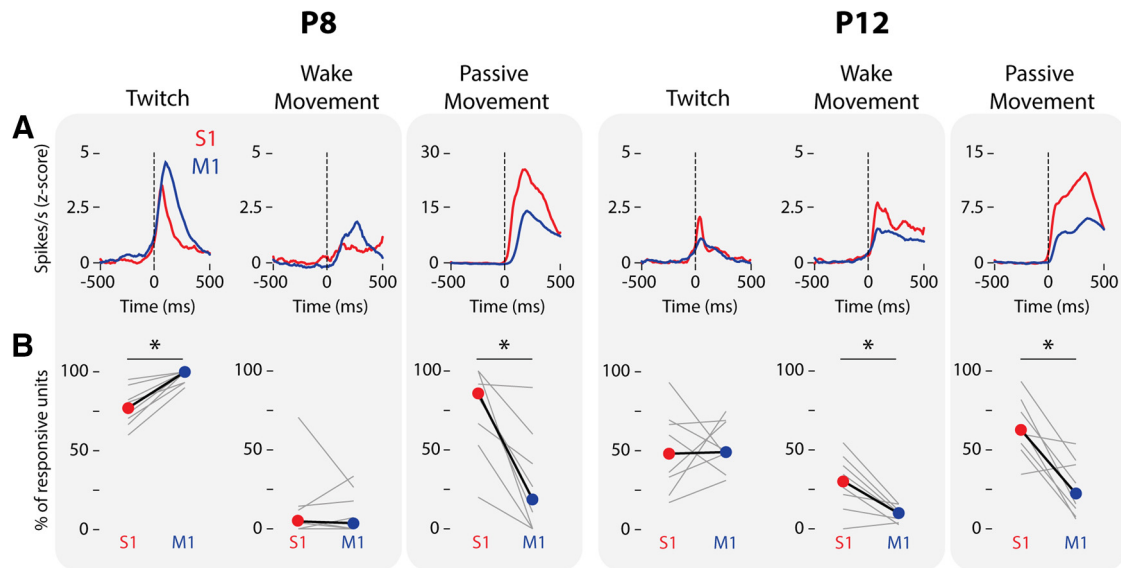 P8
P12
Twitch
Wake
Movement
Passive
Movement
Twitch
Wake
Movement
Passive
Movement
A
Spikes/s (z-score)
S1
M1
5
2.5
0
-500 0 500
Time (ms)
5
2.5
0
-500 0 500
Time (ms)
30
15
0
-500 0 500
Time (ms)
5
2.5
0
-500 0 500
Time (ms)
5
2.5
0
-500 0 500
Time (ms)
15
7.5
0
-500 0 500
Time (ms)
B
% of responsive units
*
100
50
0
S1 M1
100
50
0
S1 M1
*
100
50
0
S1 M1
100
50
0
S1 M1
*
100
50
0
S1 M1
*
100
50
0
S1 M1